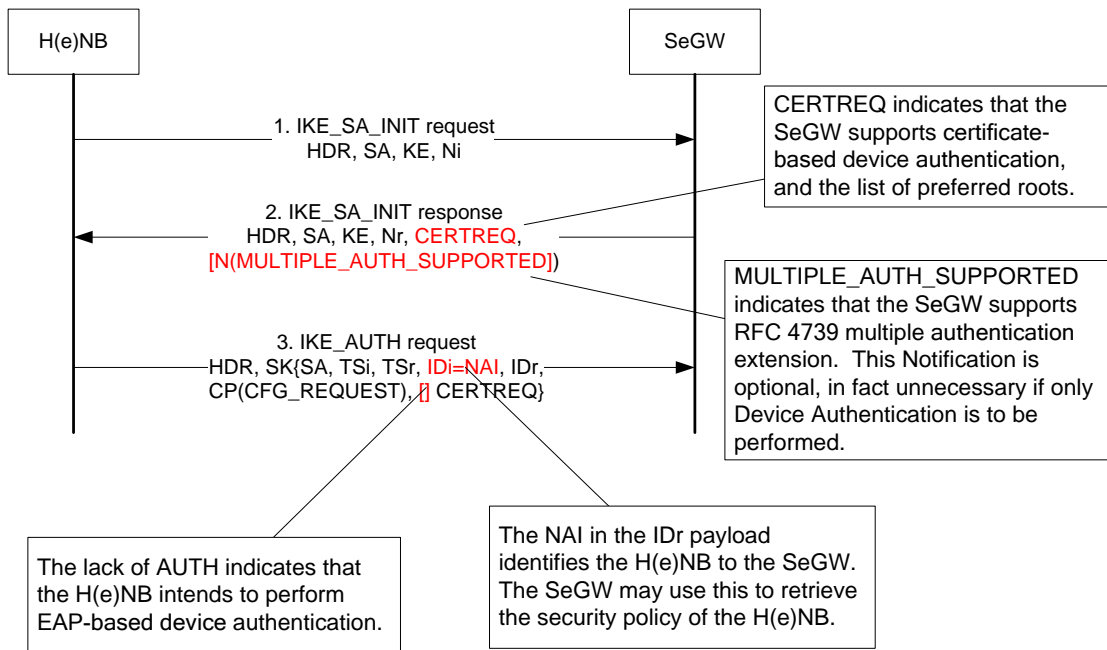 H(e)NB
SeGW
1. IKE_SA_INIT request
HDR, SA, KE, Ni
CERTREQ indicates that the
SeGW supports certificate-
based device authentication,
and the list of preferred roots.
2. IKE_SA_INIT response
HDR, SA, KE, Nr, CERTREQ,
[N(MULTIPLE_AUTH_SUPPORTED])
MULTIPLE_AUTH_SUPPORTED
indicates that the SeGW supports
RFC 4739 multiple authentication
extension.  This Notification is
optional, in fact unnecessary if only
Device Authentication is to be
performed.
3. IKE_AUTH request
HDR, SK{SA, TSi, TSr, IDi=NAI, IDr,
CP(CFG_REQUEST), [] CERTREQ}
The lack of AUTH indicates that
the H(e)NB intends to perform
EAP-based device authentication.
The NAI in the IDr payload
identifies the H(e)NB to the SeGW.
The SeGW may use this to retrieve
the security policy of the H(e)NB.